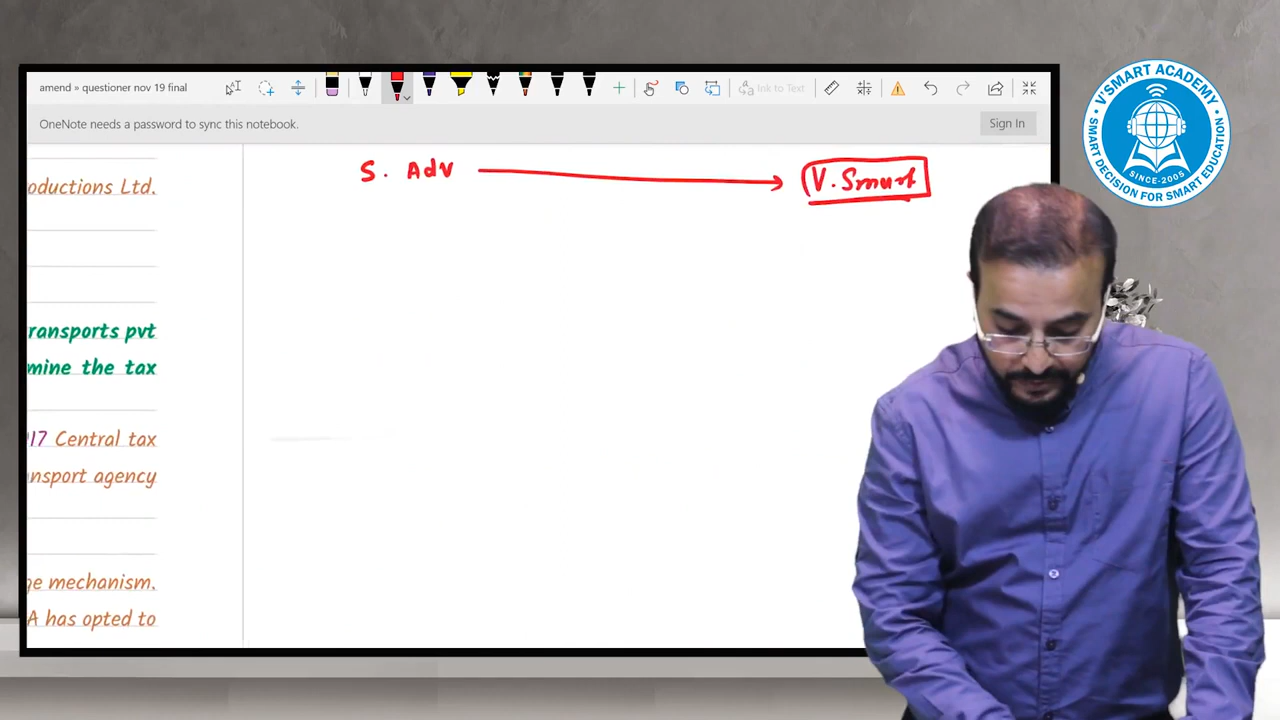 amend » questioner nov 19 final
Ink to Text
OneNote needs a password to sync this notebook.
Sign In
S. Adv
V. Smart
oductions Ltd.
ransports pvt
mine the tax
017 Central tax
nsport agency
ge mechanism.
A has opted to
V'SMART ACADEMY
SINCE-2005
SMART DECISION FOR SMART EDUCATION